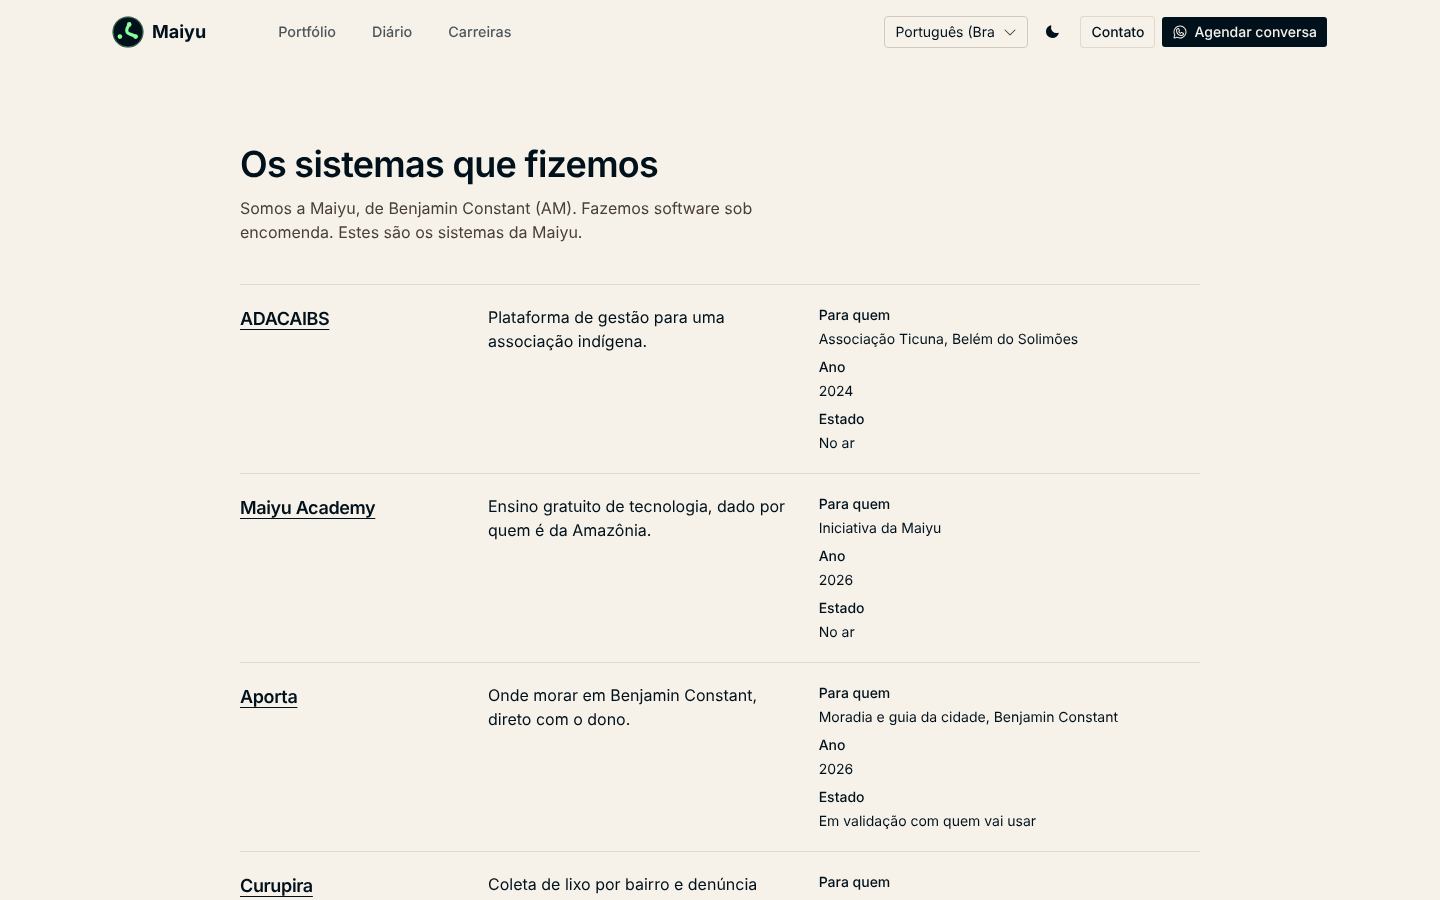 Maiyu
Portfólio
Diário
Carreiras
Português (Bra
Contato
Agendar conversa
Os sistemas que fizemos
Somos a Maiyu, de Benjamin Constant (AM). Fazemos software sob
encomenda. Estes são os sistemas da Maiyu.
ADACAIBS
Plataforma de gestão para uma
associação indígena.
Para quem
Associação Ticuna, Belém do Solimões
Ano
2024
Estado
No ar
Maiyu Academy
Ensino gratuito de tecnologia, dado por
quem é da Amazônia.
Para quem
Iniciativa da Maiyu
Ano
2026
Estado
No ar
Aporta
Onde morar em Benjamin Constant,
direto com o dono.
Para quem
Moradia e guia da cidade, Benjamin Constant
Ano
2026
Estado
Em validação com quem vai usar
Curupira
Coleta de lixo por bairro e denúncia
Para quem